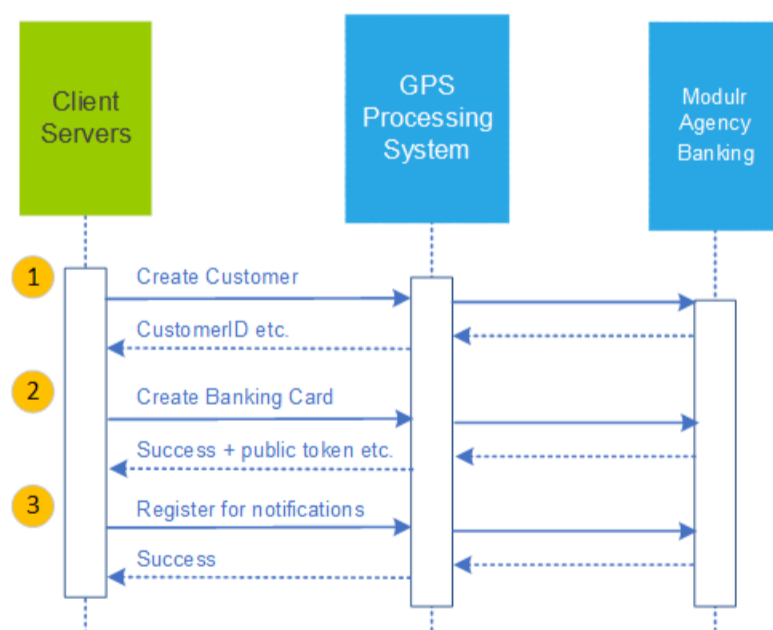 Client
Servers
GPS
Processing
System
Modulr
Agency
Banking
1
Create Customer
CustomerID etc.
2
Create Banking Card
Success + public token etc.
3
Register for notifications
Success